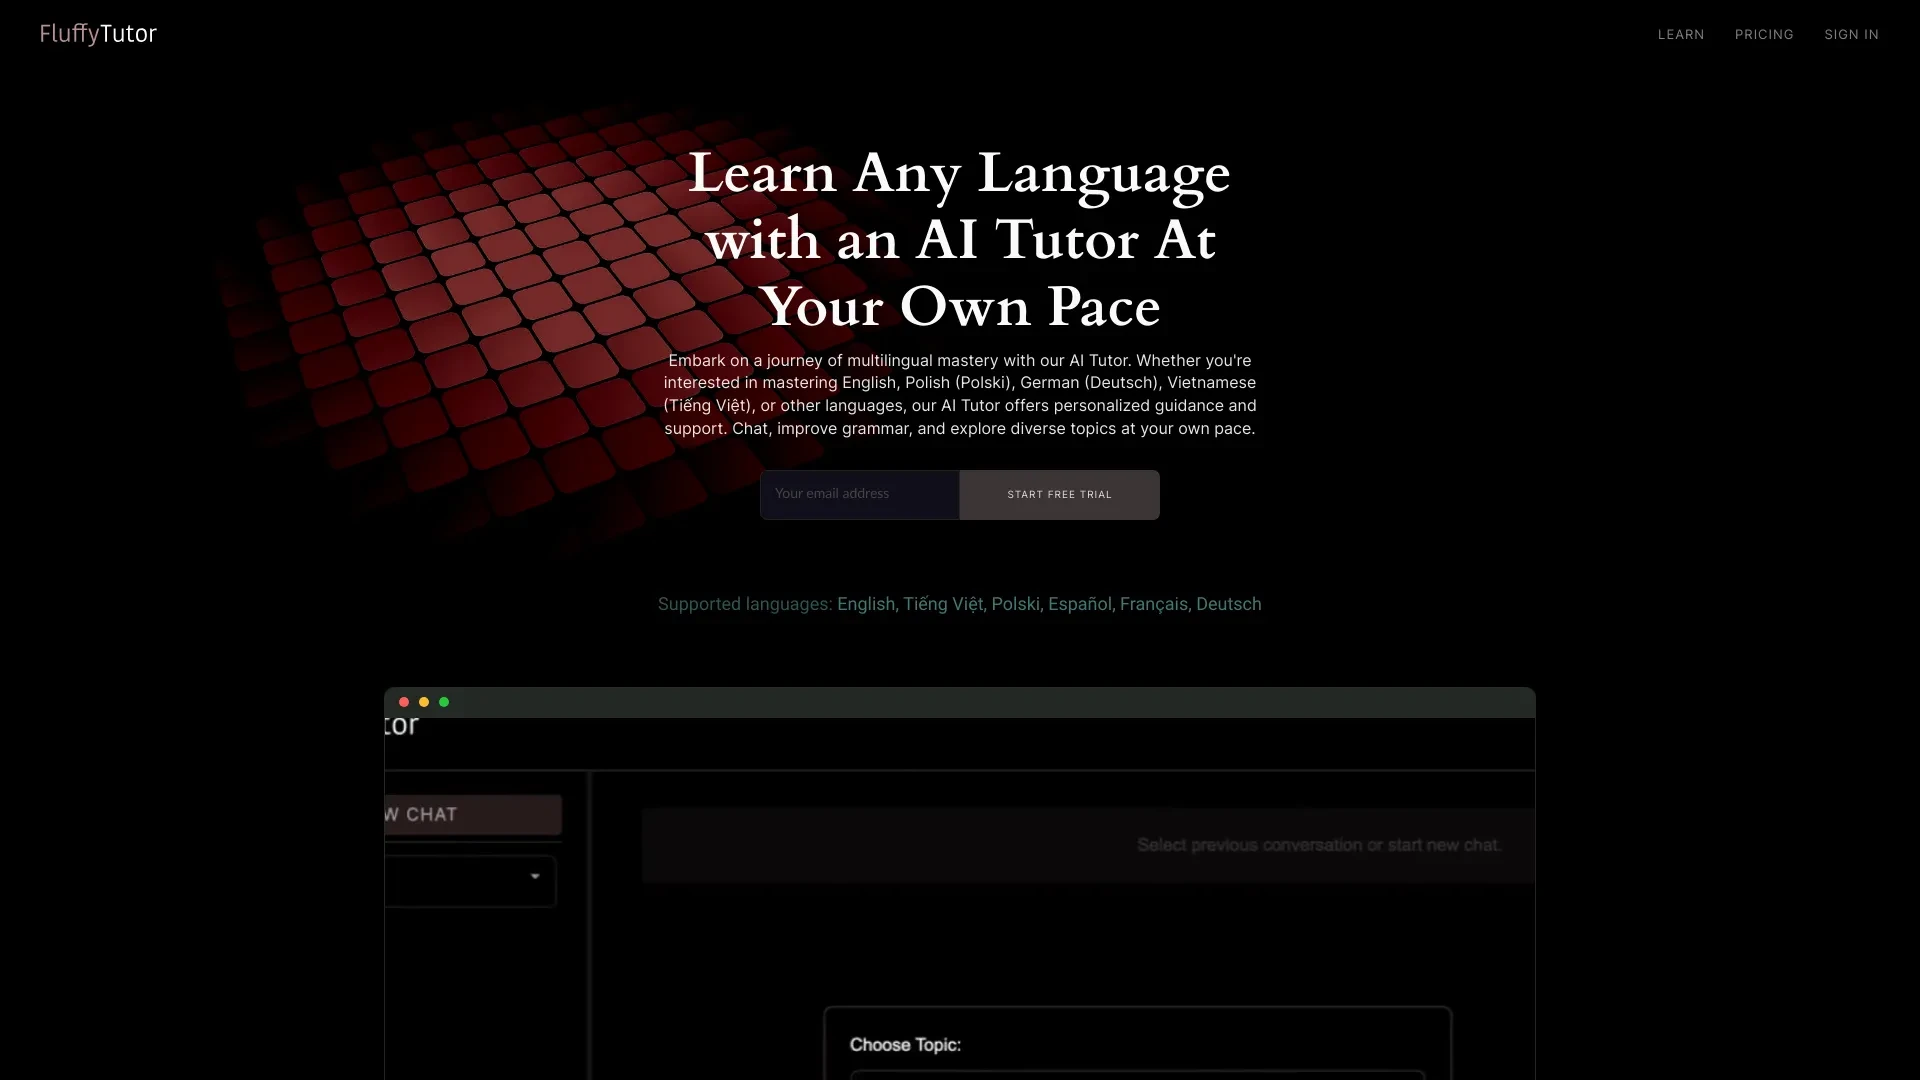 FluffyTutor
LEARN PRICING SIGN IN
Learn Any Language
with an AI Tutor At
Your Own Pace
Embark on a journey of multilingual mastery with our AI Tutor. Whether you're
interested in mastering English, Polish (Polski), German (Deutsch), Vietnamese
(Tiếng Việt), or other languages, our AI Tutor offers personalized guidance and
support. Chat, improve grammar, and explore diverse topics at your own pace.
Your email address
START FREE TRIAL
Supported languages: English, Tiếng Việt, Polski, Español, Français, Deutsch
tor
W CHAT
Select previous conversation or start new chat.
Choose Topic: